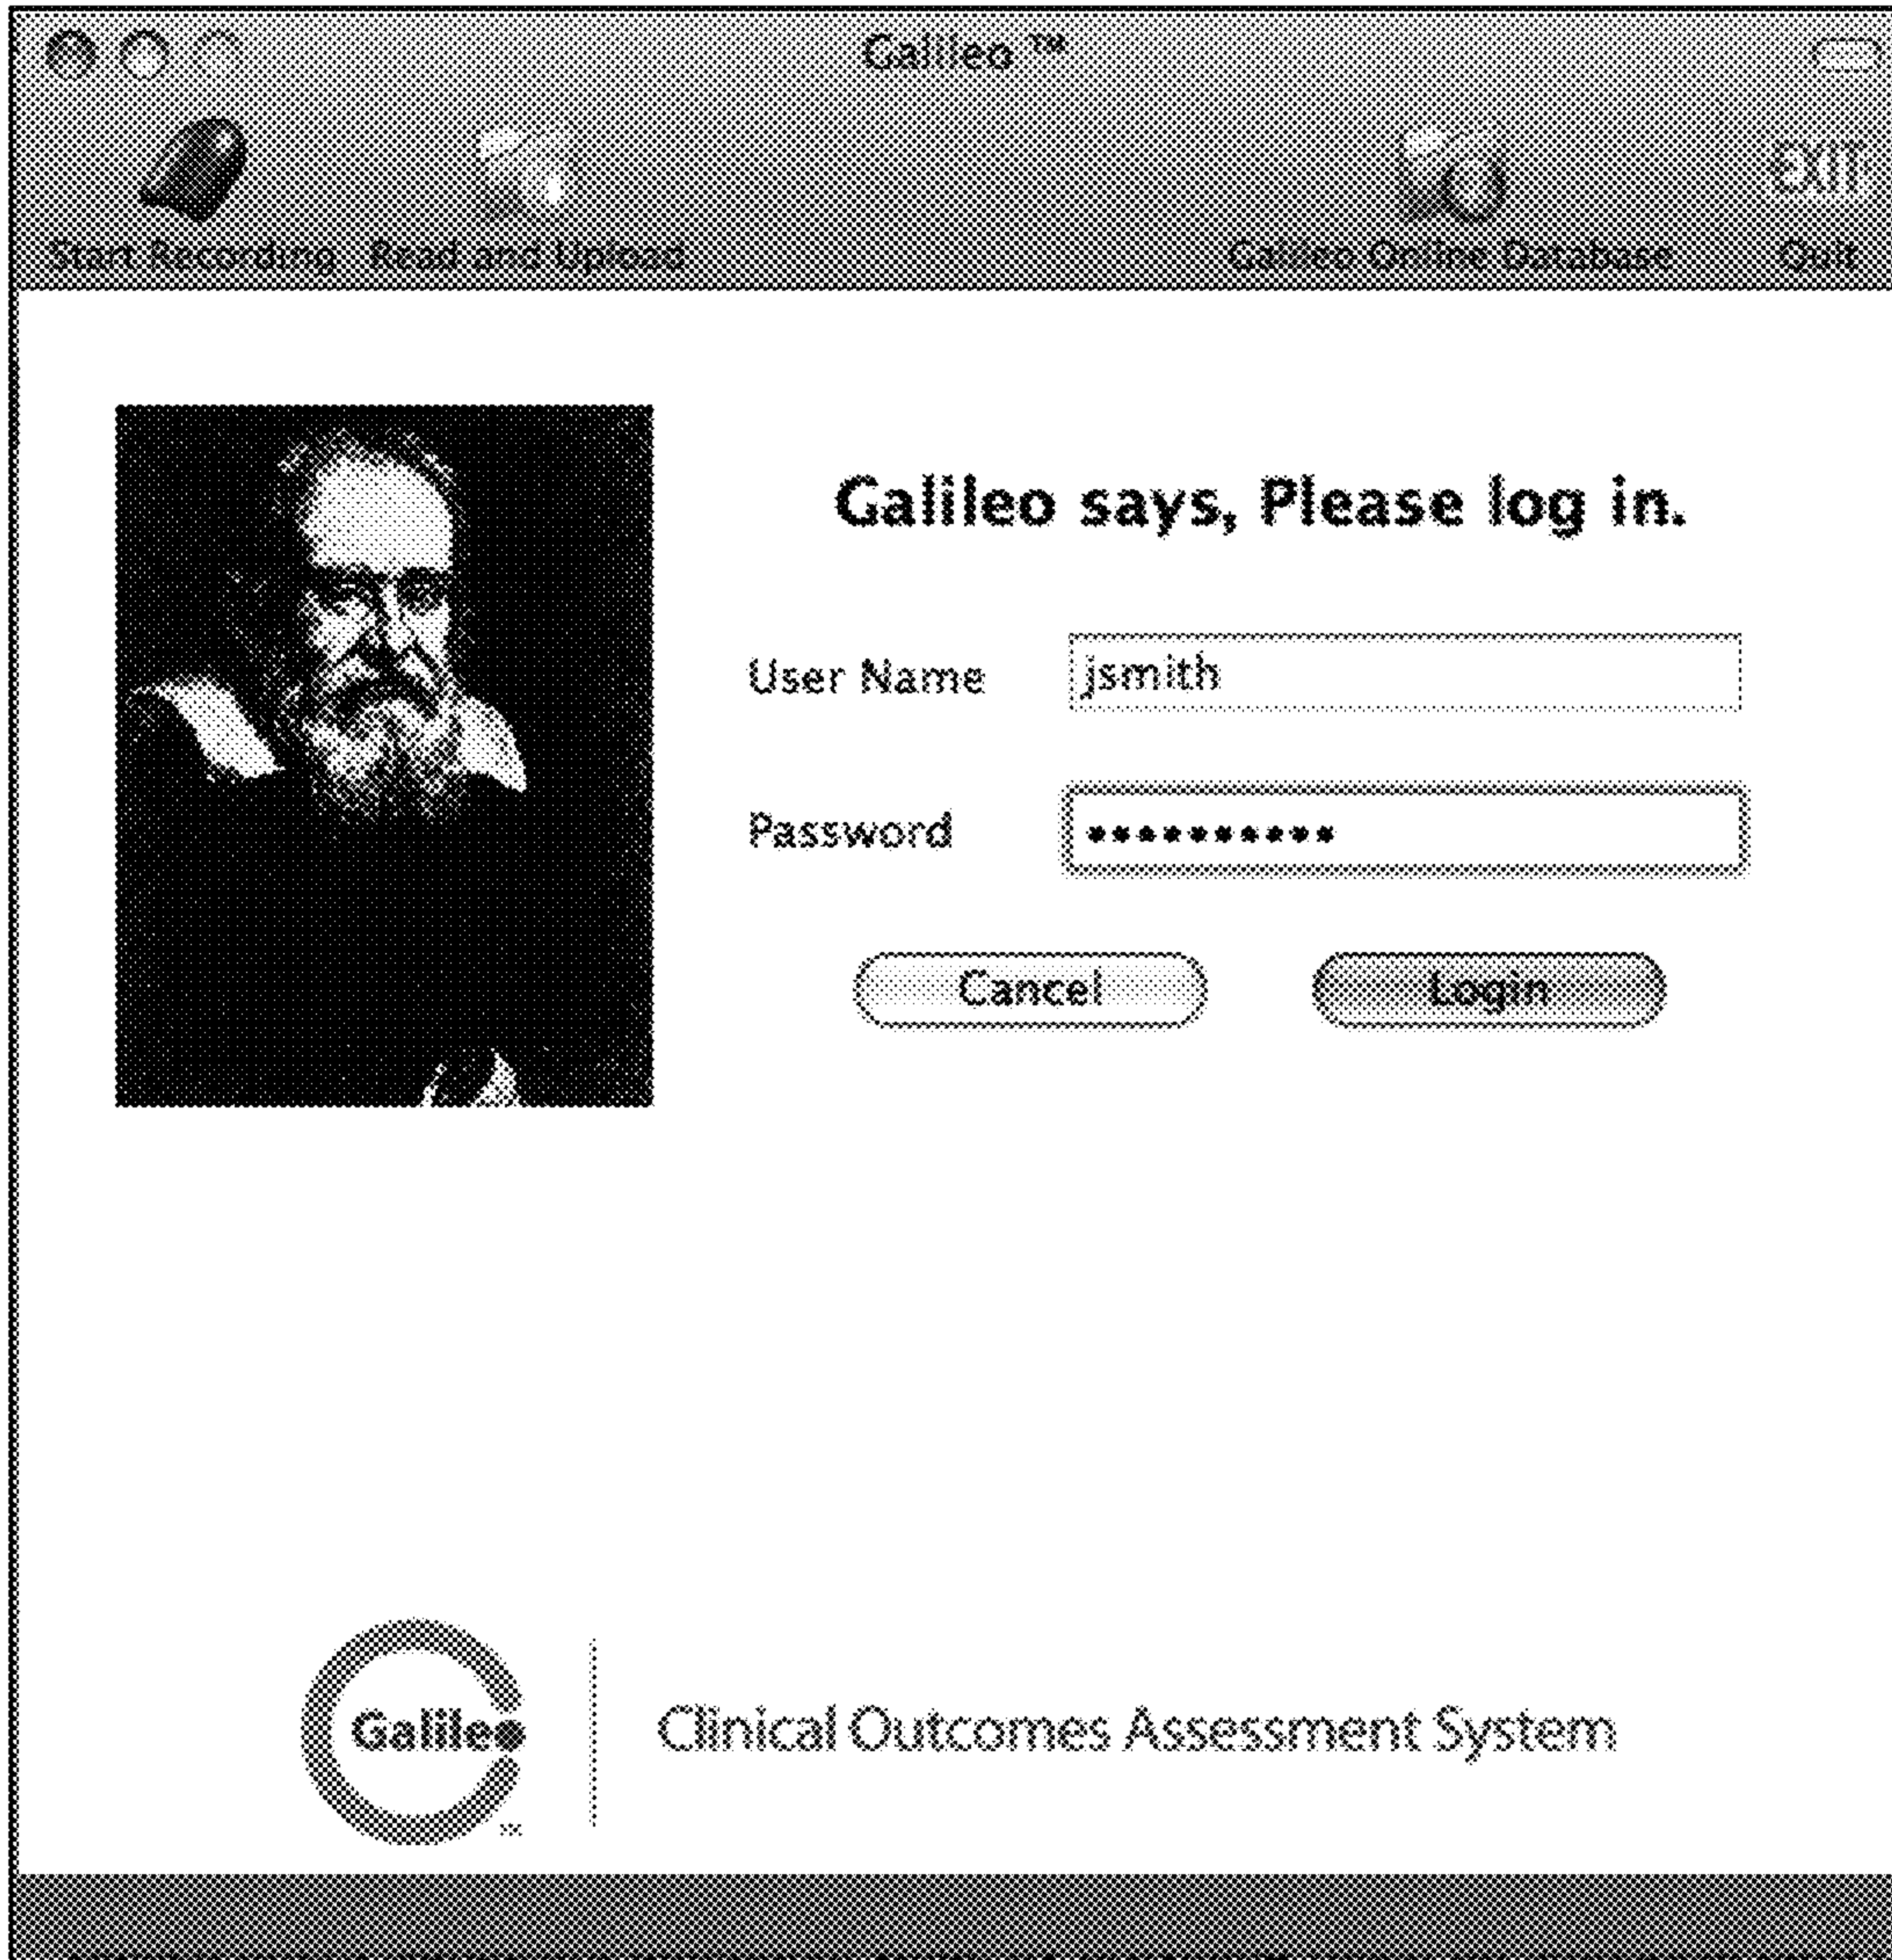 Galileo ™
EXIT
Start Recording Read and Upload Galileo Online Database Quit
Galileo says, Please log in.
User Name jsmith
Password ••••••••••
Cancel Login
Galileo Clinical Outcomes Assessment System